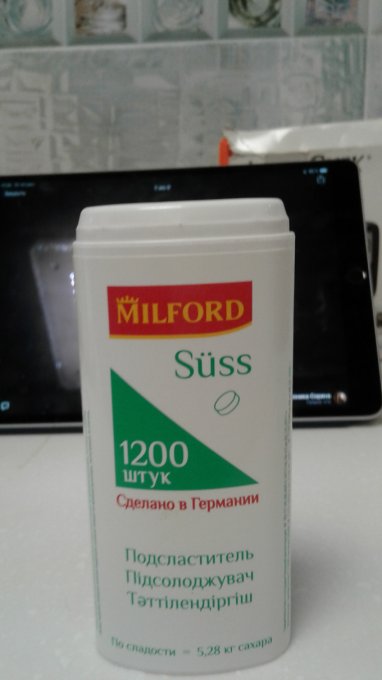 MILFORD
Süss
1200
штук
Сделано в Германии
Подсластитель
Підсолоджувач
Тәттілендіргіш
По сладости = 5,28 кг сахара